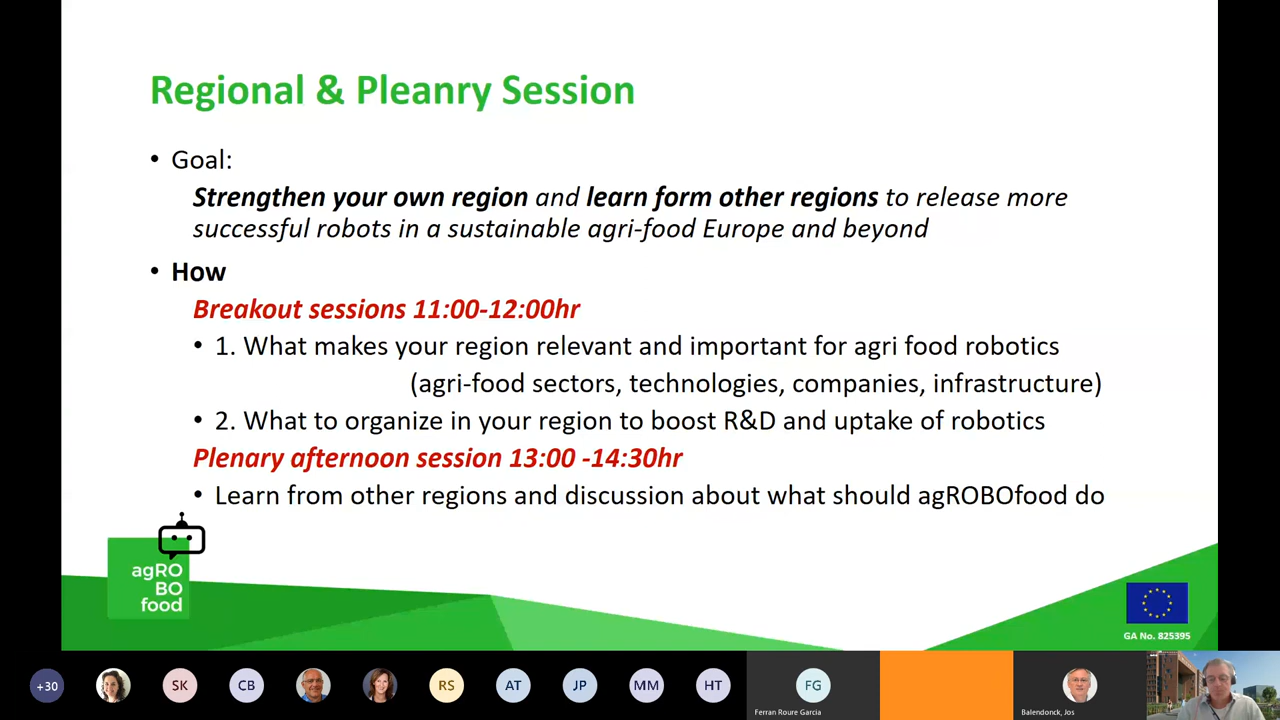 Regional & Pleanry Session
• Goal:
Strengthen your own region and learn form other regions to release more
successful robots in a sustainable agri-food Europe and beyond
• How
Breakout sessions 11:00-12:00hr
• 1. What makes your region relevant and important for agri food robotics
(agri-food sectors, technologies, companies, infrastructure)
• 2. What to organize in your region to boost R&D and uptake of robotics
Plenary afternoon session 13:00 -14:30hr
• Learn from other regions and discussion about what should agROBOfood do
agRO
BO
food
GA No. 825395
+30
SK
CB
RS
AT
JP
MM
HT
FG
Ferran Roure Garcia
Balendonck, Jos